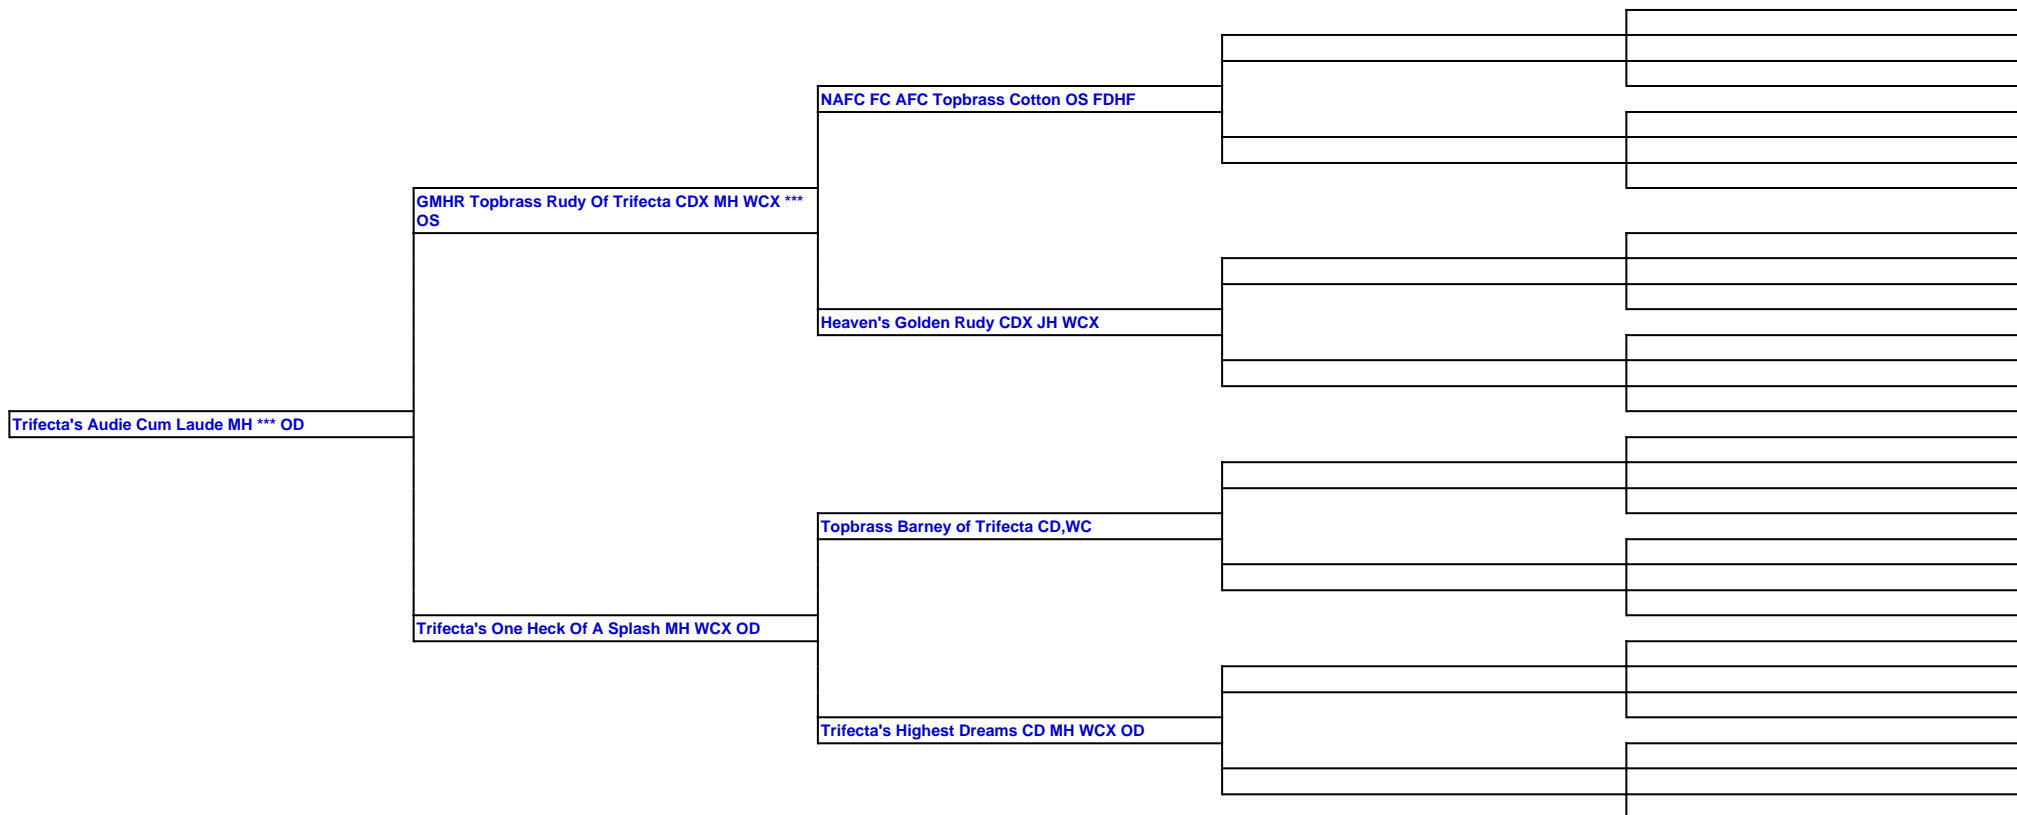 NAFC FC AFC Topbrass Cotton OS FDHF
GMHR Topbrass Rudy Of Trifecta CDX MH WCX ***
OS
Heaven's Golden Rudy CDX JH WCX
Trifecta's Audie Cum Laude MH *** OD
Topbrass Barney of Trifecta CD,WC
Trifecta's One Heck Of A Splash MH WCX OD
Trifecta's Highest Dreams CD MH WCX OD